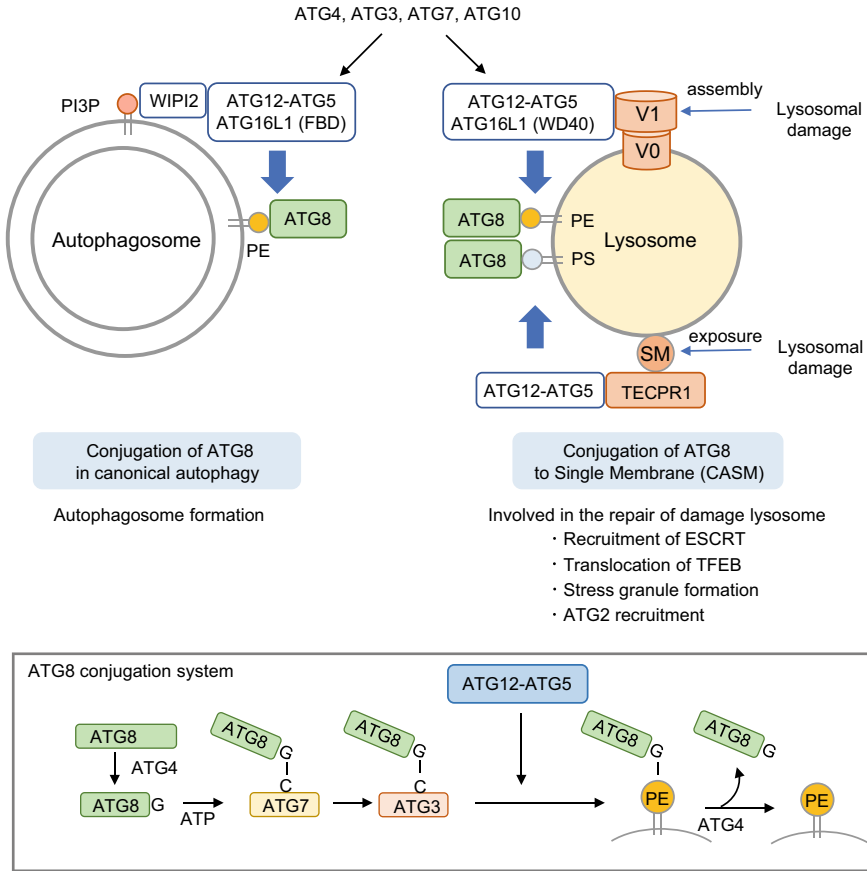 ATG4, ATG3, ATG7, ATG10
PI3P
WIPI2
ATG12-ATG5
ATG16L1 (FBD)
ATG8
PE
Autophagosome
ATG12-ATG5
ATG16L1 (WD40)
V1
V0
assembly
Lysosomal
damage
ATG8
PE
ATG8
PS
Lysosome
SM
exposure
Lysosomal
damage
ATG12-ATG5
TECPR1
Conjugation of ATG8
in canonical autophagy
Autophagosome formation
Conjugation of ATG8
to Single Membrane (CASM)
Involved in the repair of damage lysosome
・Recruitment of ESCRT
・Translocation of TFEB
・Stress granule formation
・ATG2 recruitment
ATG8 conjugation system
ATG12-ATG5
ATG8
ATG4
ATG8 G
ATP
ATG8 G
C
ATG7
ATG8 G
C
ATG3
ATG8 G
PE
ATG4
ATG8 G
PE